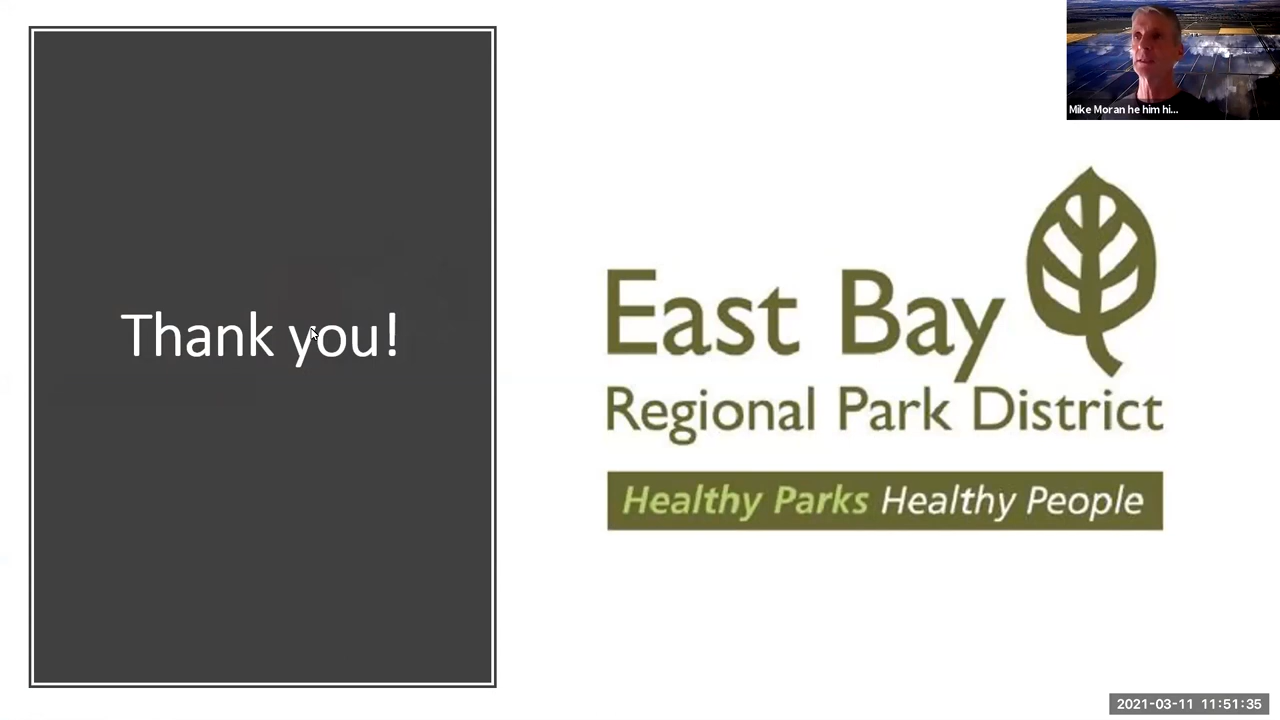 Mike Moran he him hi...
Thank you!
East Bay
Regional Park District
Healthy Parks Healthy People
2021-03-11 11:51:35